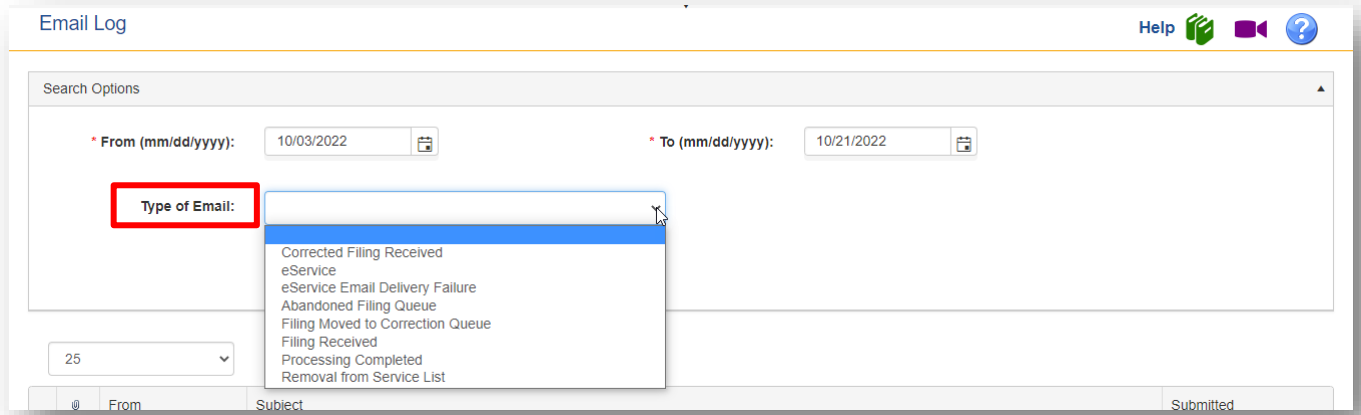 Email Log
Help
Search Options
* From (mm/dd/yyyy): 10/03/2022 * To (mm/dd/yyyy): 10/21/2022
Type of Email:
Corrected Filing Received
eService
eService Email Delivery Failure
Abandoned Filing Queue
Filing Moved to Correction Queue
Filing Received
Processing Completed
Removal from Service List
25
From Subject Submitted